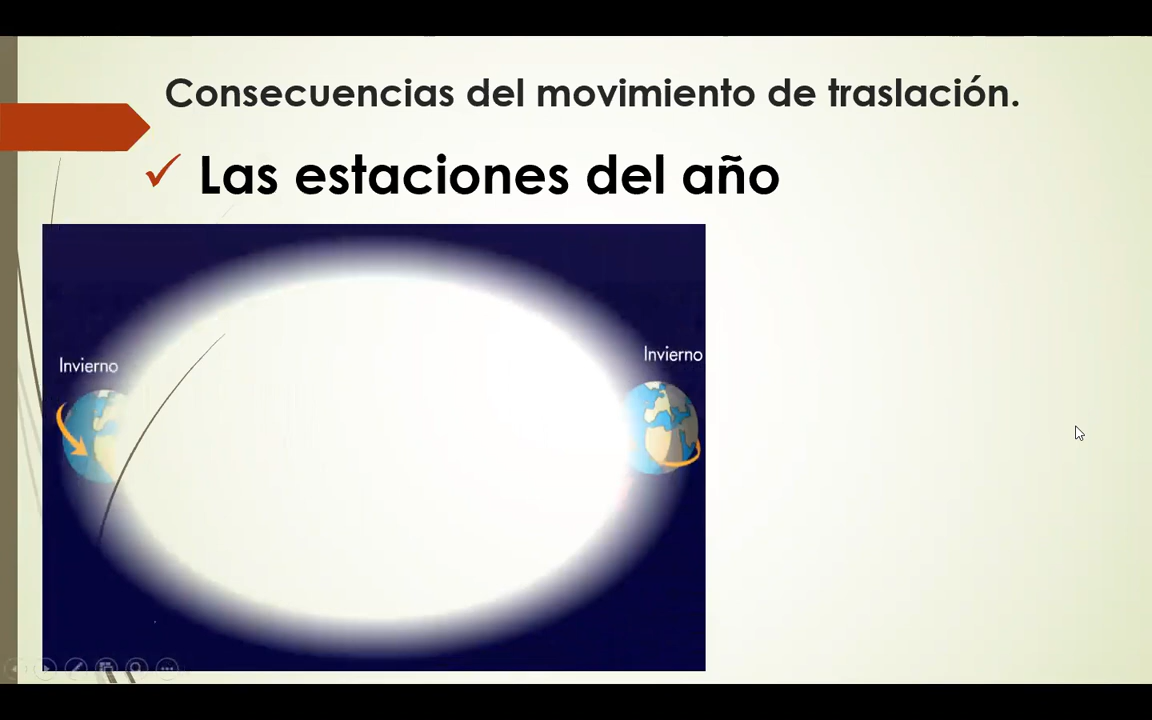 Consecuencias del movimiento de traslación.
Las estaciones del año
Invierno
Invierno